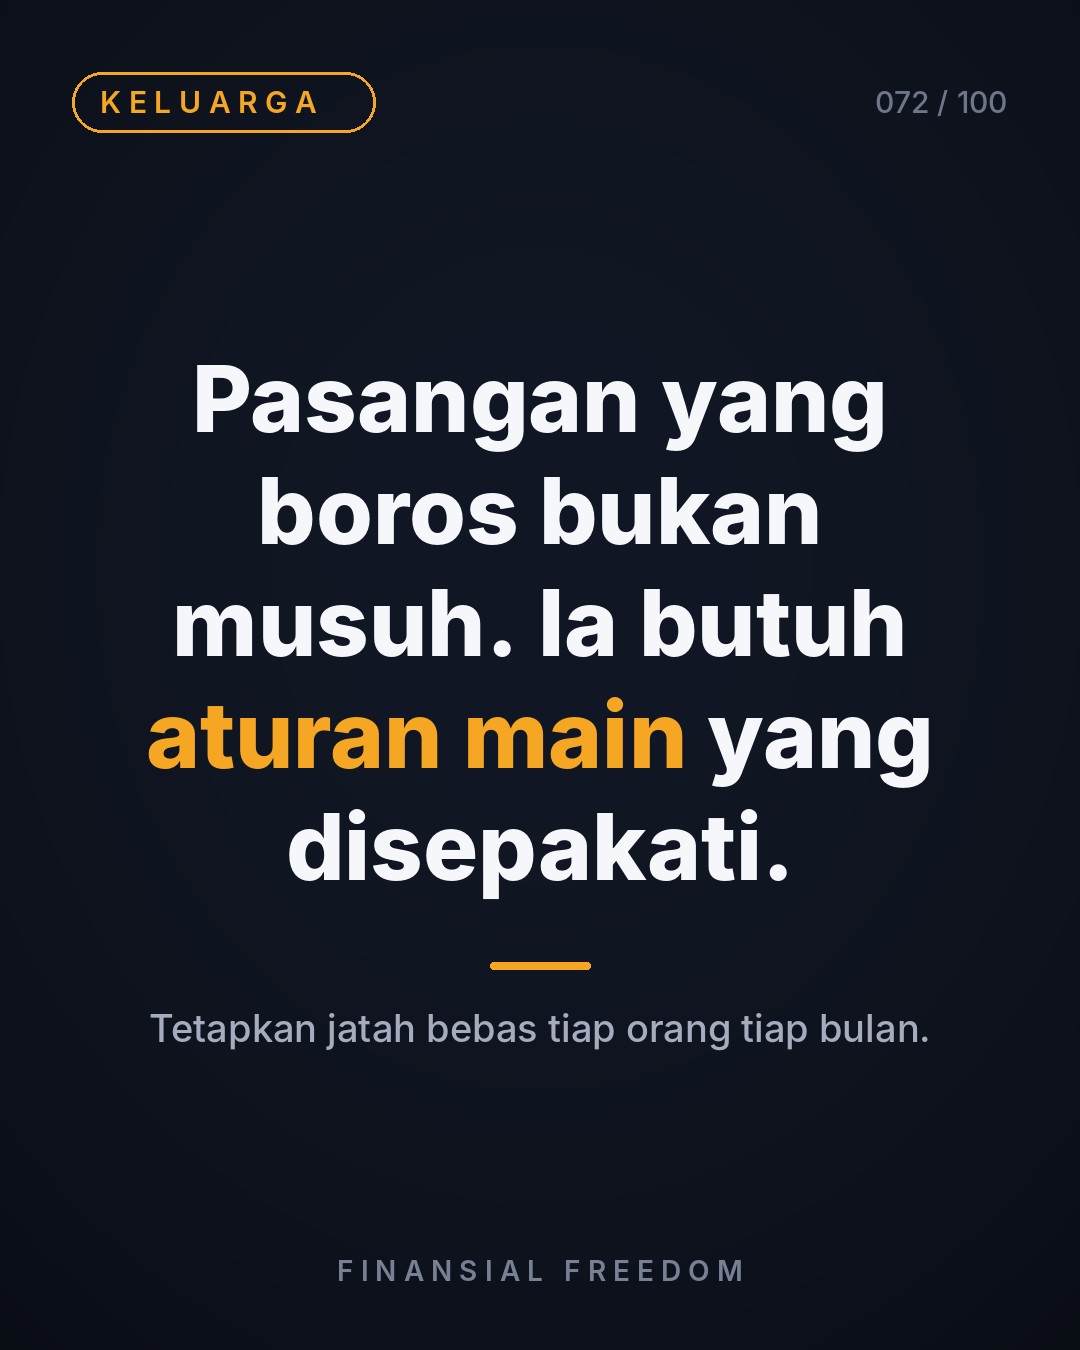 KELUARGA
072 / 100
Pasangan yang
boros bukan
musuh. Ia butuh
aturan main yang
disepakati.
Tetapkan jatah bebas tiap orang tiap bulan.
FINANSIAL FREEDOM